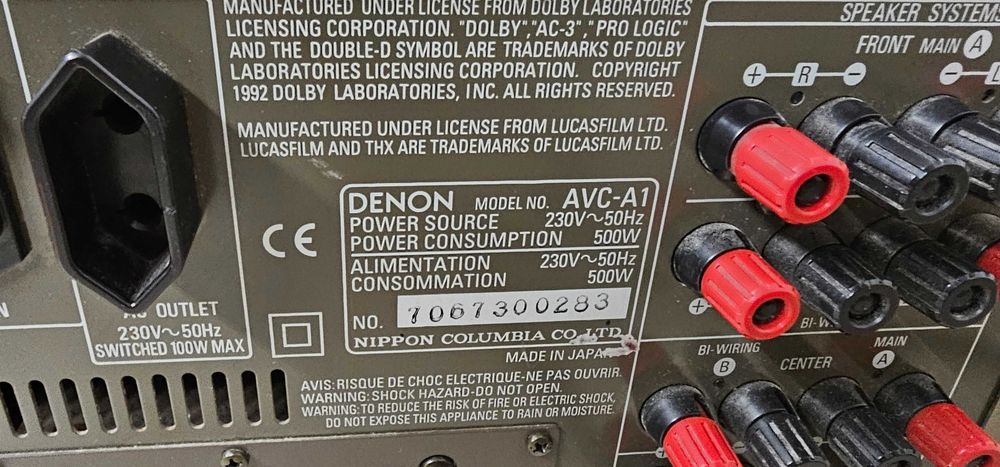 MANUFACTURED UNDER LICENSE FROM DOLBY LABORATORIES
LICENSING CORPORATION. "DOLBY", "AC-3", "PRO LOGIC"
AND THE DOUBLE-D SYMBOL ARE TRADEMARKS OF DOLBY
LABORATORIES LICENSING CORPORATION. COPYRIGHT
1992 DOLBY LABORATORIES, INC. ALL RIGHTS RESERVED.
MANUFACTURED UNDER LICENSE FROM LUCASFILM LTD.
LUCASFILM AND THX ARE TRADEMARKS OF LUCASFILM LTD.
CE
DENON MODEL NO. AVC-A1
POWER SOURCE 230V~50Hz
POWER CONSUMPTION 500W
ALIMENTATION 230V~50Hz
CONSOMMATION 500W
NO. 7067300283
NIPPON COLUMBIA CO., LTD.
MADE IN JAPAN
AC OUTLET
230V~50Hz
SWITCHED 100W MAX
AVIS: RISQUE DE CHOC ELECTRIQUE-NE PAS OUVRIR.
WARNING: SHOCK HAZARD-DO NOT OPEN.
WARNING: TO REDUCE THE RISK OF FIRE OR ELECTRIC SHOCK,
DO NOT EXPOSE THIS APPLIANCE TO RAIN OR MOISTURE.
SPEAKER SYSTEMS
FRONT MAIN A
+ R -
+
BI-WIRING
B
CENTER
MAIN
A